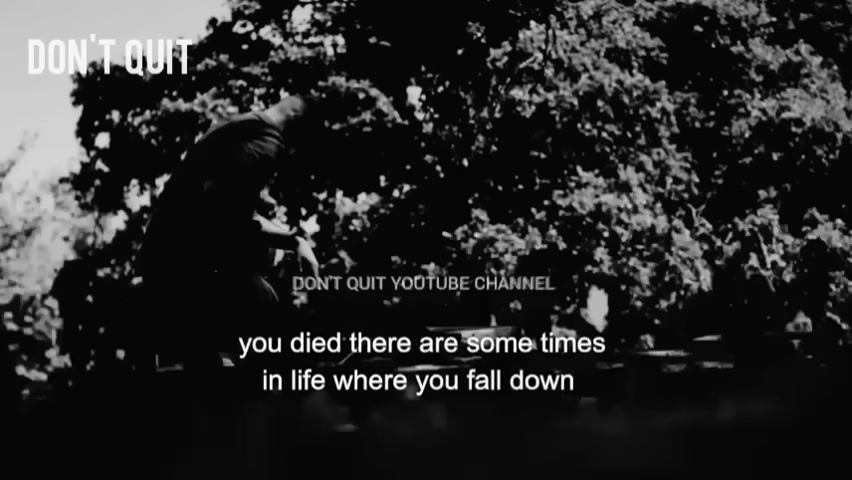 DON'T QUIT
DON'T QUIT YOUTUBE CHANNEL
you died there are some times
in life where you fall down